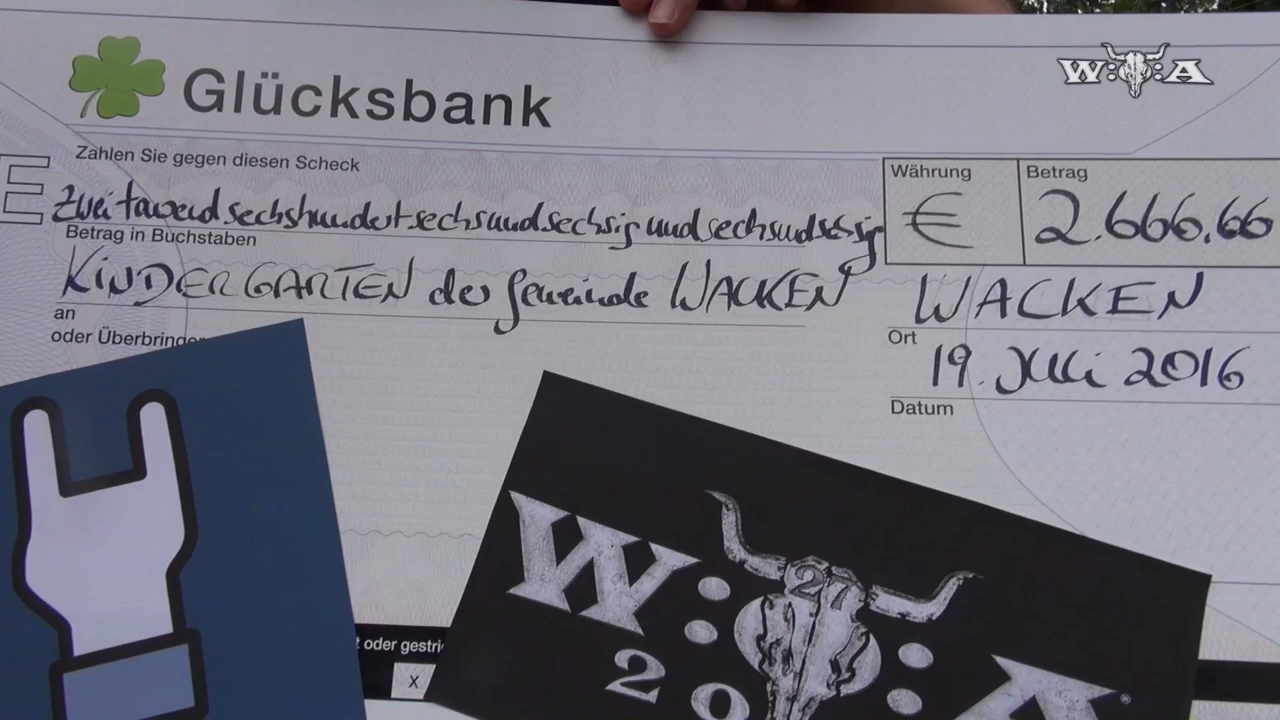 W:O:A
Glücksbank
Zahlen Sie gegen diesen Scheck
Währung
Betrag
E
Zweitausendsechshundertsechsundsechsig und sechsundsechsig
€
2.666,66
Betrag in Buchstaben
KiNDERGARTEN der Gemeinde WACKEN
WACKEN
an
Ort
oder Überbringer
19. Juli 2016
Datum
W:O:A
27
20
t oder gestri
X
®